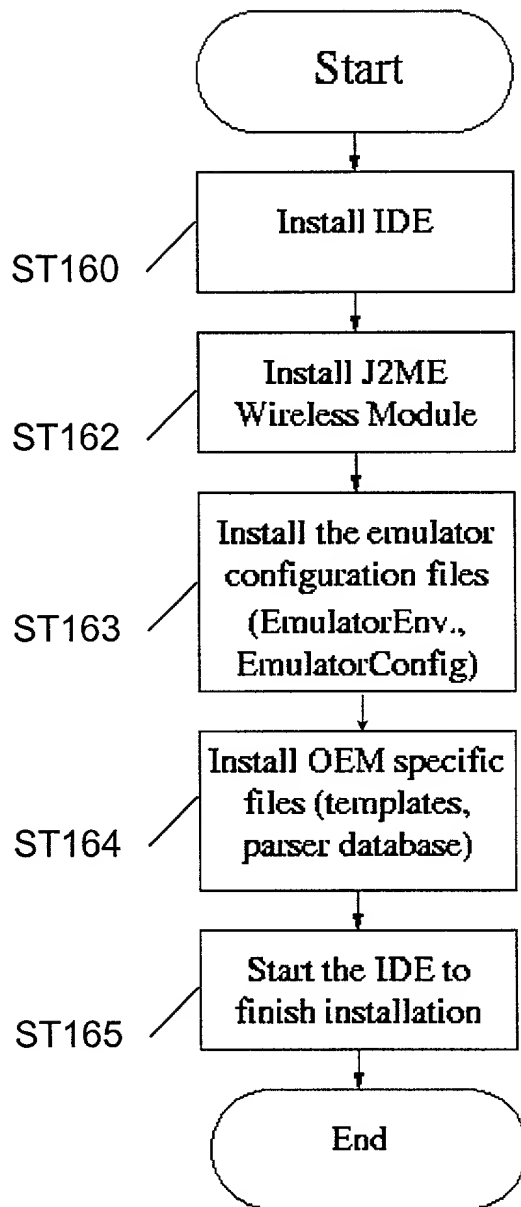 Start
Install IDE
ST160
Install J2ME
Wireless Module
ST162
Install the emulator
configuration files
(EmulatorEnv.,
EmulatorConfig)
ST163
Install OEM specific
files (templates,
parser database)
ST164
Start the IDE to
finish installation
ST165
End